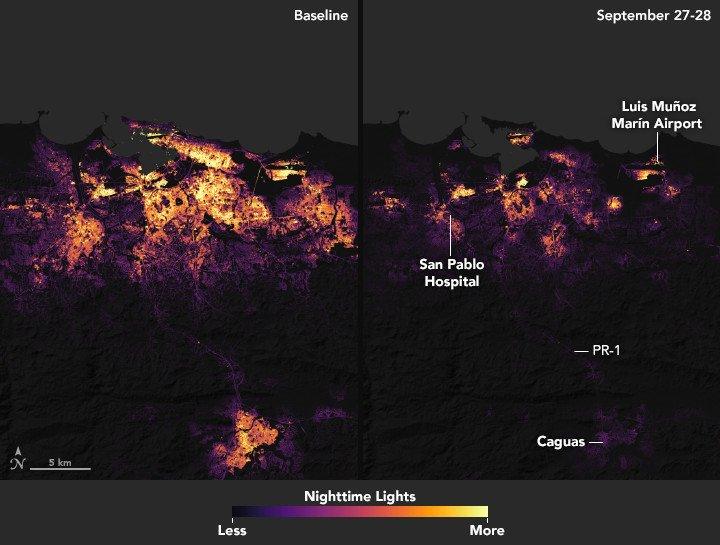 Baseline
September 27-28
Luis Muñoz
Marín Airport
San Pablo
Hospital
PR-1
Caguas
N
5 km
Nighttime Lights
Less
More